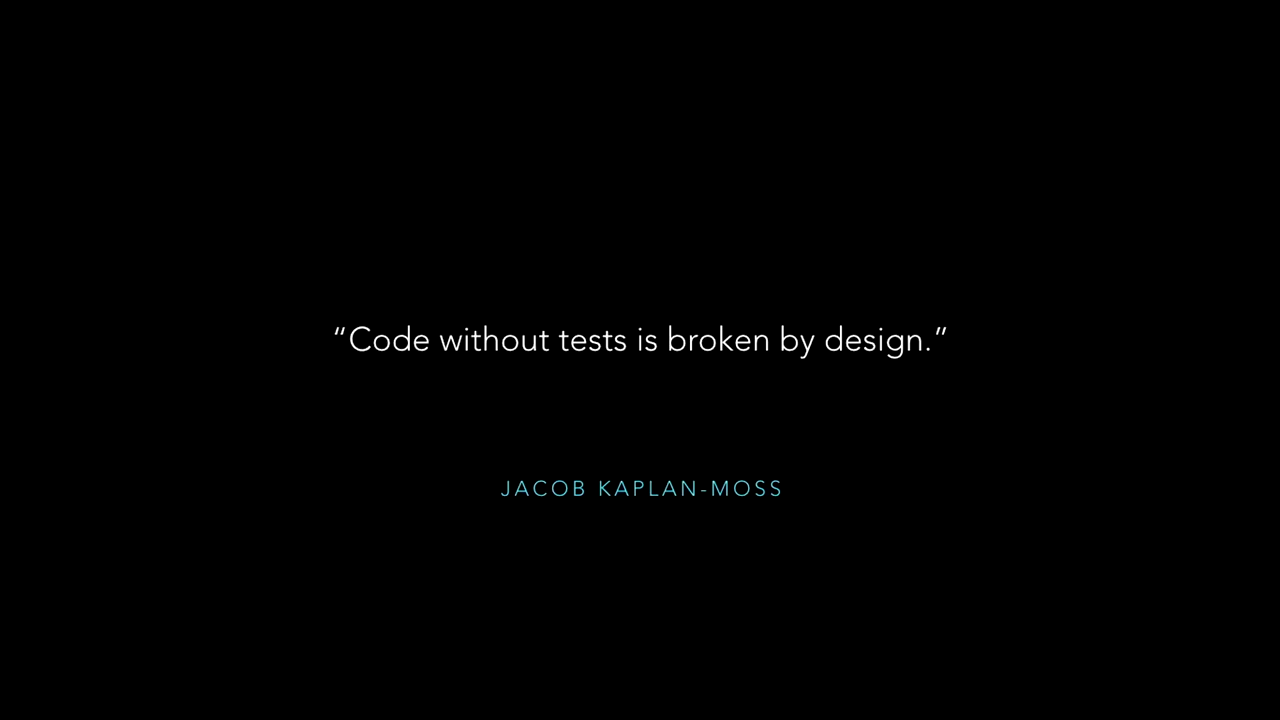 “Code without tests is broken by design.”
JACOB KAPLAN-MOSS